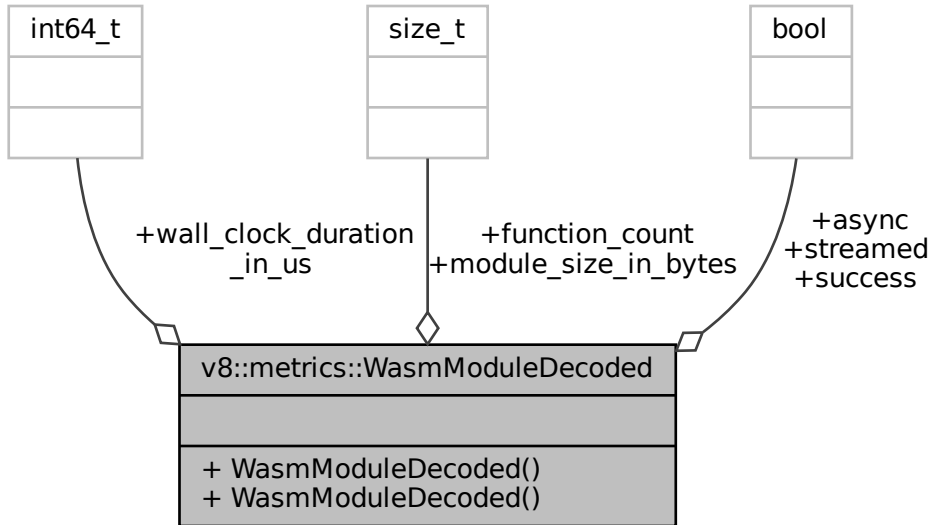 int64_t
size_t
bool
+wall_clock_duration
_in_us
+function_count
+module_size_in_bytes
+async
+streamed
+success
v8::metrics::WasmModuleDecoded
+ WasmModuleDecoded()
+ WasmModuleDecoded()